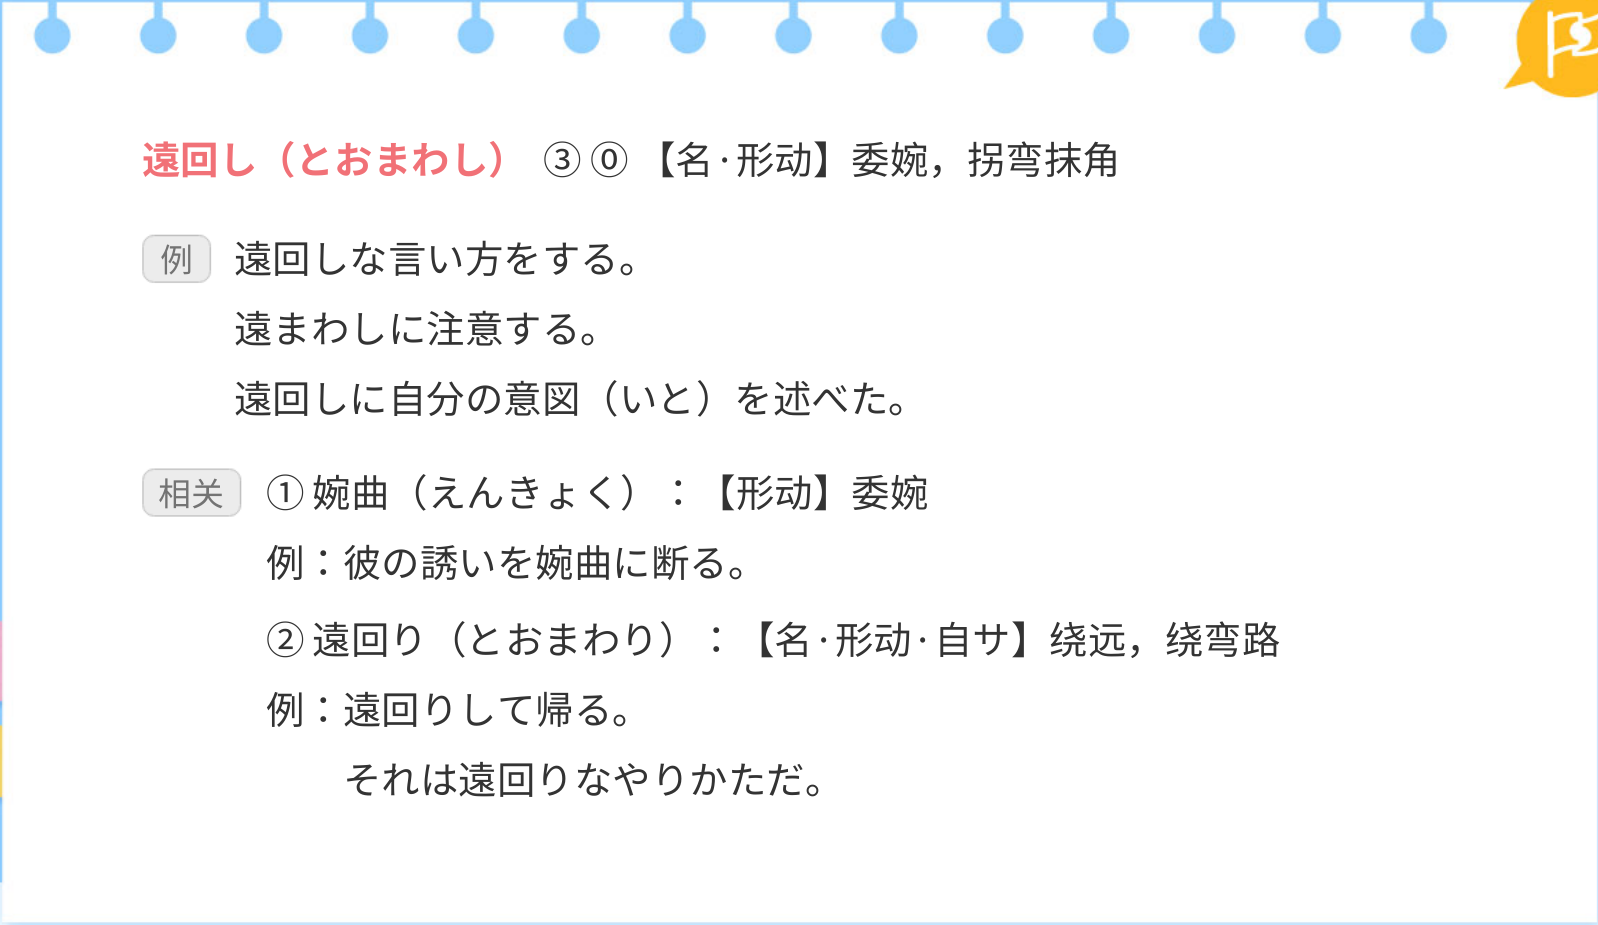 遠回し（とおまわし） ③⓪【名·形动】委婉，拐弯抹角
例 遠回しな言い方をする。
遠まわしに注意する。
遠回しに自分の意図（いと）を述べた。
相关 ①婉曲（えんきょく）：【形动】委婉
例：彼の誘いを婉曲に断る。
②遠回り（とおまわり）：【名·形动·自サ】绕远，绕弯路
例：遠回りして帰る。
それは遠回りなやりかただ。